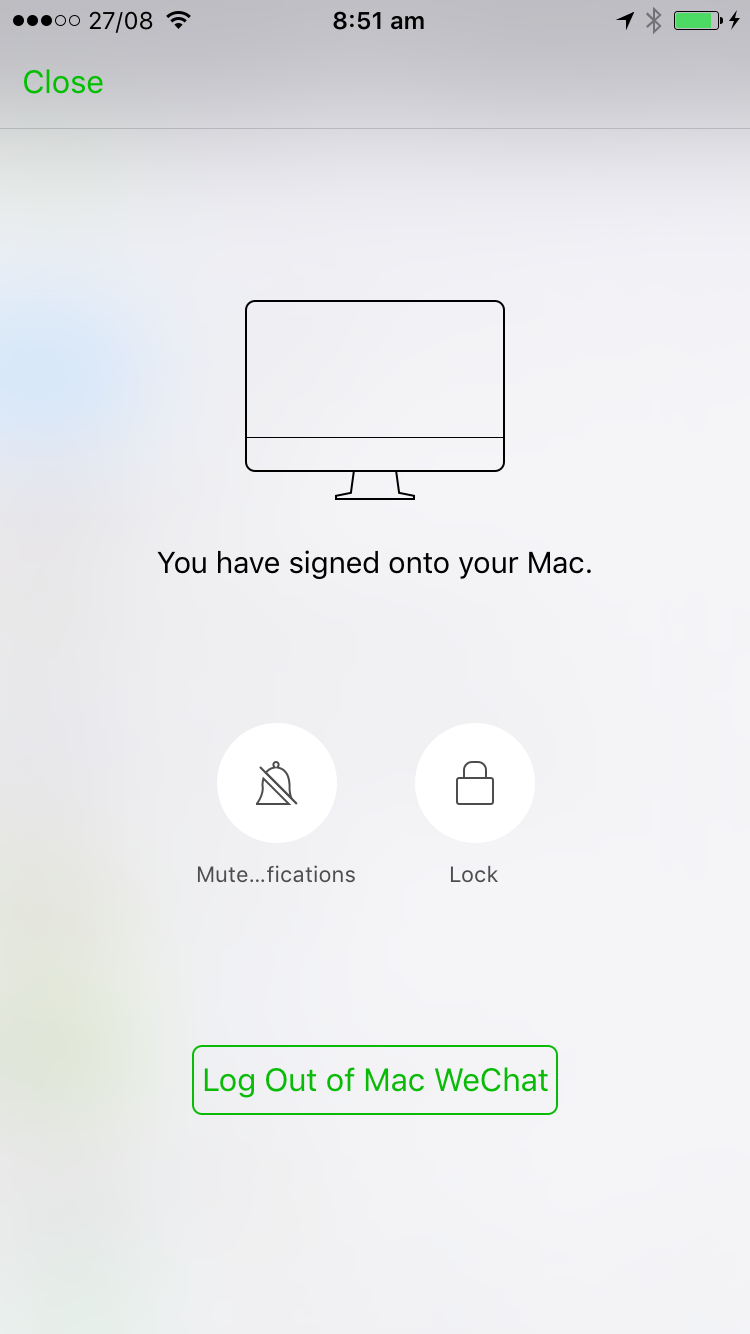 27/08 8:51 am
Close
You have signed onto your Mac.
Mute...fications Lock
Log Out of Mac WeChat